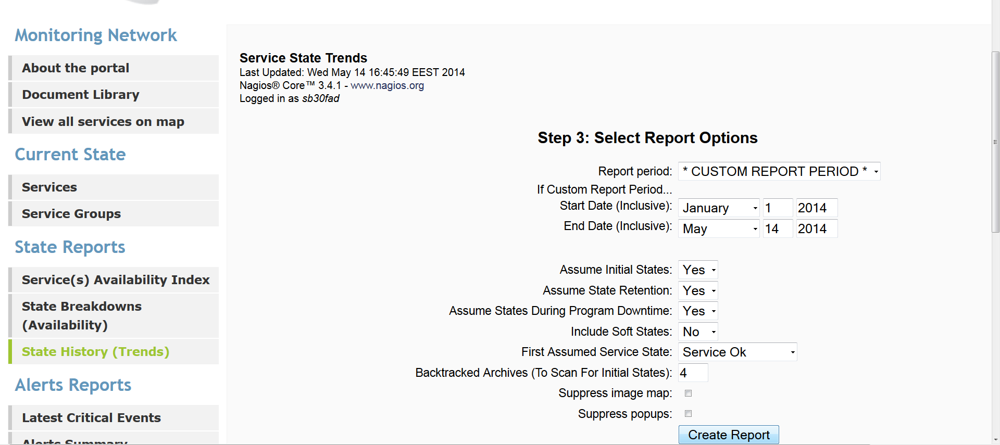 Monitoring Network
About the portal
Document Library
View all services on map
Current State
Services
Service Groups
State Reports
Service(s) Availability Index
State Breakdowns
(Availability)
State History (Trends)
Alerts Reports
Latest Critical Events
Alerts Summary
Service State Trends
Last Updated: Wed May 14 16:45:49 EEST 2014
Nagios® Core™ 3.4.1 - www.nagios.org
Logged in as sb30fad
Step 3: Select Report Options
Report period: * CUSTOM REPORT PERIOD *
If Custom Report Period...
Start Date (Inclusive): January 1 2014
End Date (Inclusive): May 14 2014
Assume Initial States: Yes
Assume State Retention: Yes
Assume States During Program Downtime: Yes
Include Soft States: No
First Assumed Service State: Service Ok
Backtracked Archives (To Scan For Initial States): 4
Suppress image map:
Suppress popups:
Create Report